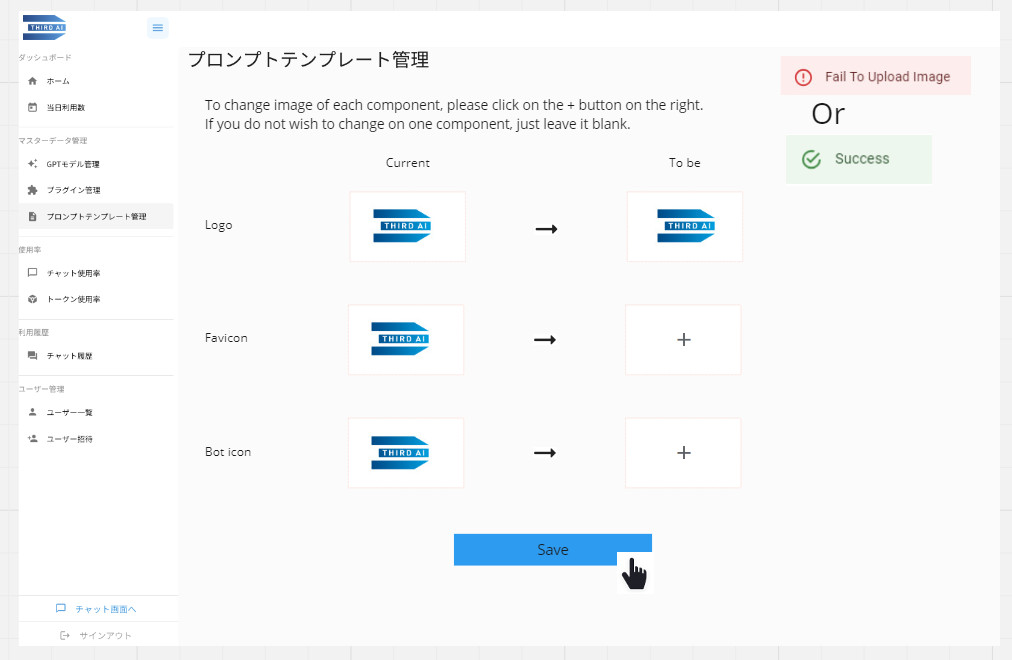 THIRD AI
ダッシュボード
ホーム
当日利用数
マスターデータ管理
GPTモデル管理
プラグイン管理
プロンプトテンプレート管理
使用率
チャット使用率
トークン使用率
利用履歴
チャット履歴
ユーザー管理
ユーザー一覧
ユーザー招待
チャット画面へ
サインアウト
プロンプトテンプレート管理
To change image of each component, please click on the + button on the right.
If you do not wish to change on one component, just leave it blank.
Current To be
Logo THIRD AI → THIRD AI
Favicon THIRD AI → +
Bot icon THIRD AI → +
Save
Fail To Upload Image
Or
Success